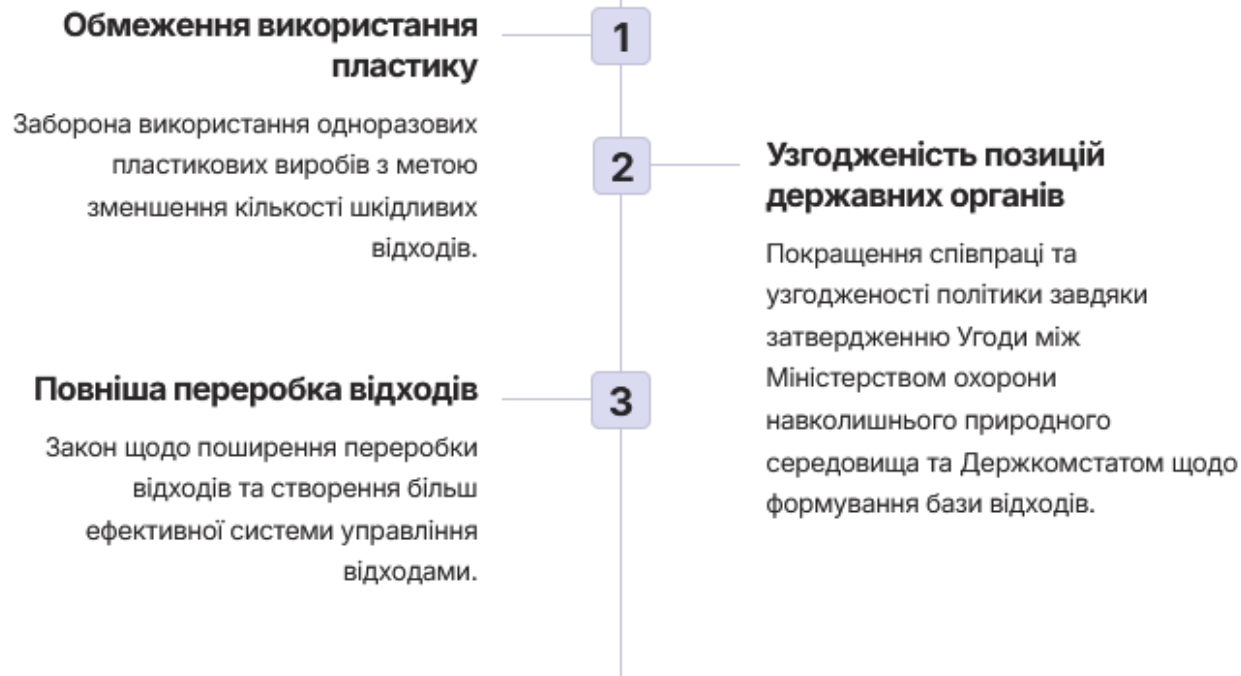 Обмеження використання
пластику
1
Заборона використання одноразових
пластикових виробів з метою
зменшення кількості шкідливих
відходів.
2
Узгодженість позицій
державних органів
Покращення співпраці та
узгодженості політики завдяки
затвердженню Угоди між
Міністерством охорони
навколишнього природного
середовища та Держкомстатом щодо
формування бази відходів.
Повніша переробка відходів
3
Закон щодо поширення переробки
відходів та створення більш
ефективної системи управління
відходами.